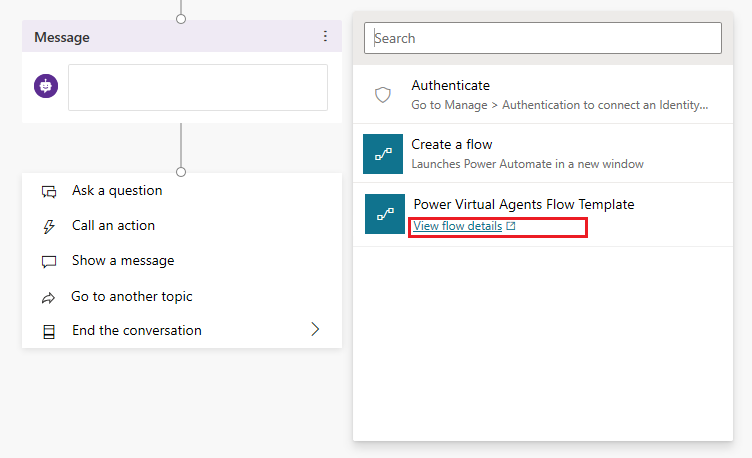 Message
Ask a question
Call an action
Show a message
Go to another topic
End the conversation
Search
Authenticate
Go to Manage > Authentication to connect an Identity...
Create a flow
Launches Power Automate in a new window
Power Virtual Agents Flow Template
View flow details